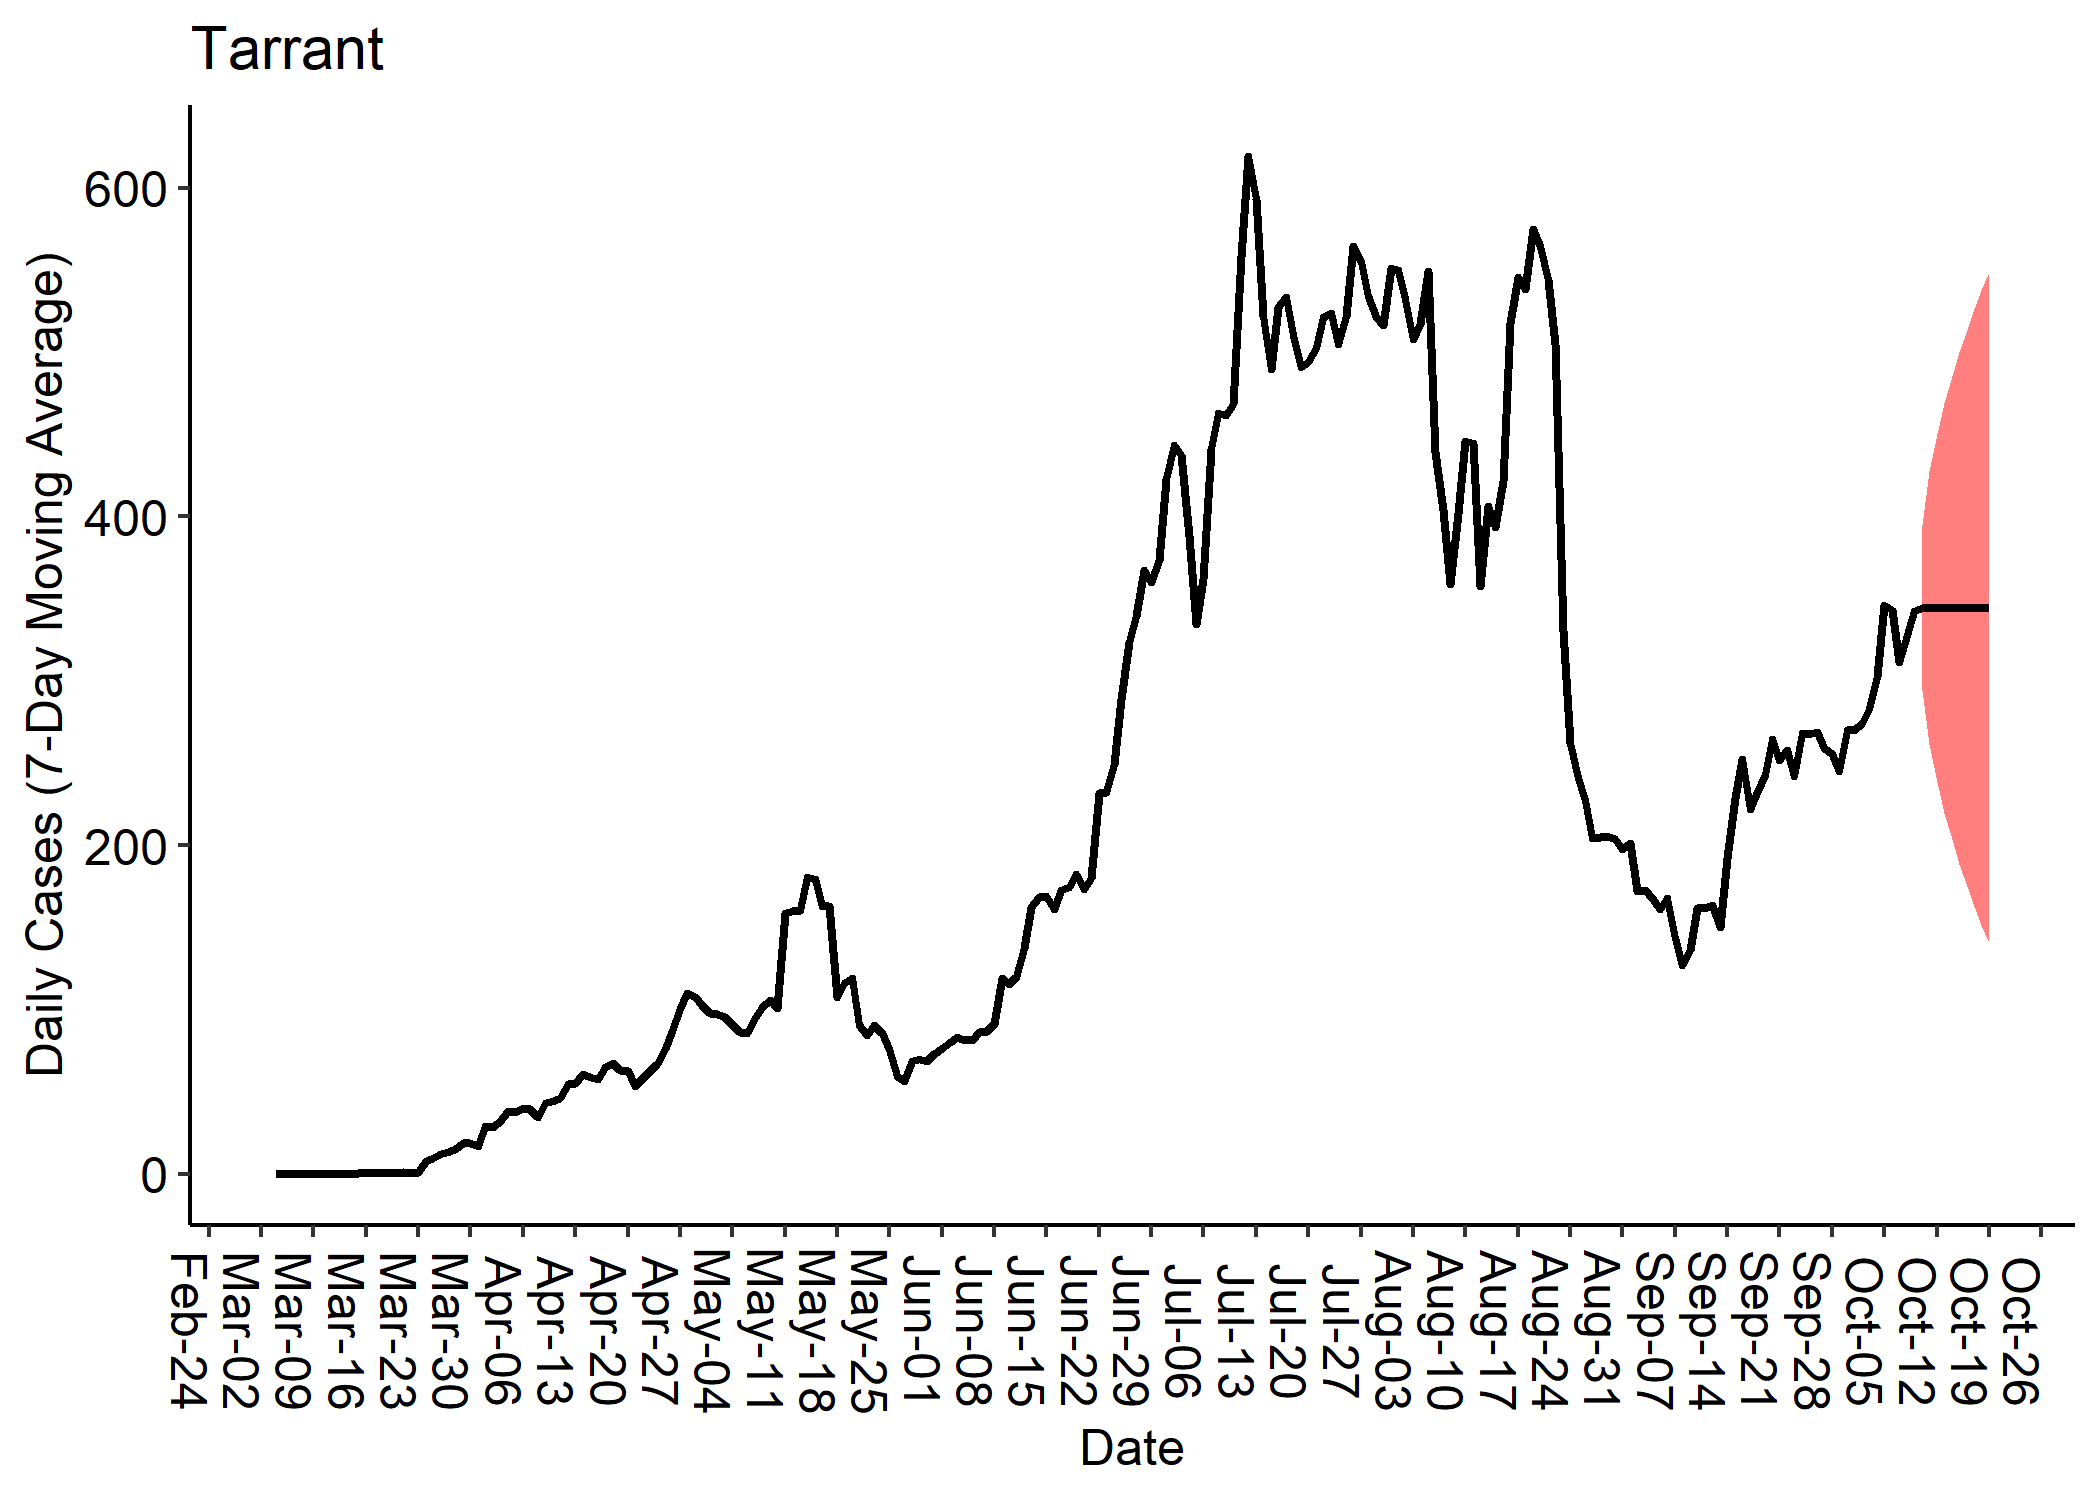 Tarrant
Daily Cases (7-Day Moving Average)
600
400
200
0
Feb-24
Mar-02
Mar-09
Mar-16
Mar-23
Mar-30
Apr-06
Apr-13
Apr-20
Apr-27
May-04
May-11
May-18
May-25
Jun-01
Jun-08
Jun-15
Jun-22
Jun-29
Jul-06
Jul-13
Jul-20
Jul-27
Aug-03
Aug-10
Aug-17
Aug-24
Aug-31
Sep-07
Sep-14
Sep-21
Sep-28
Oct-05
Oct-12
Oct-19
Oct-26
Date